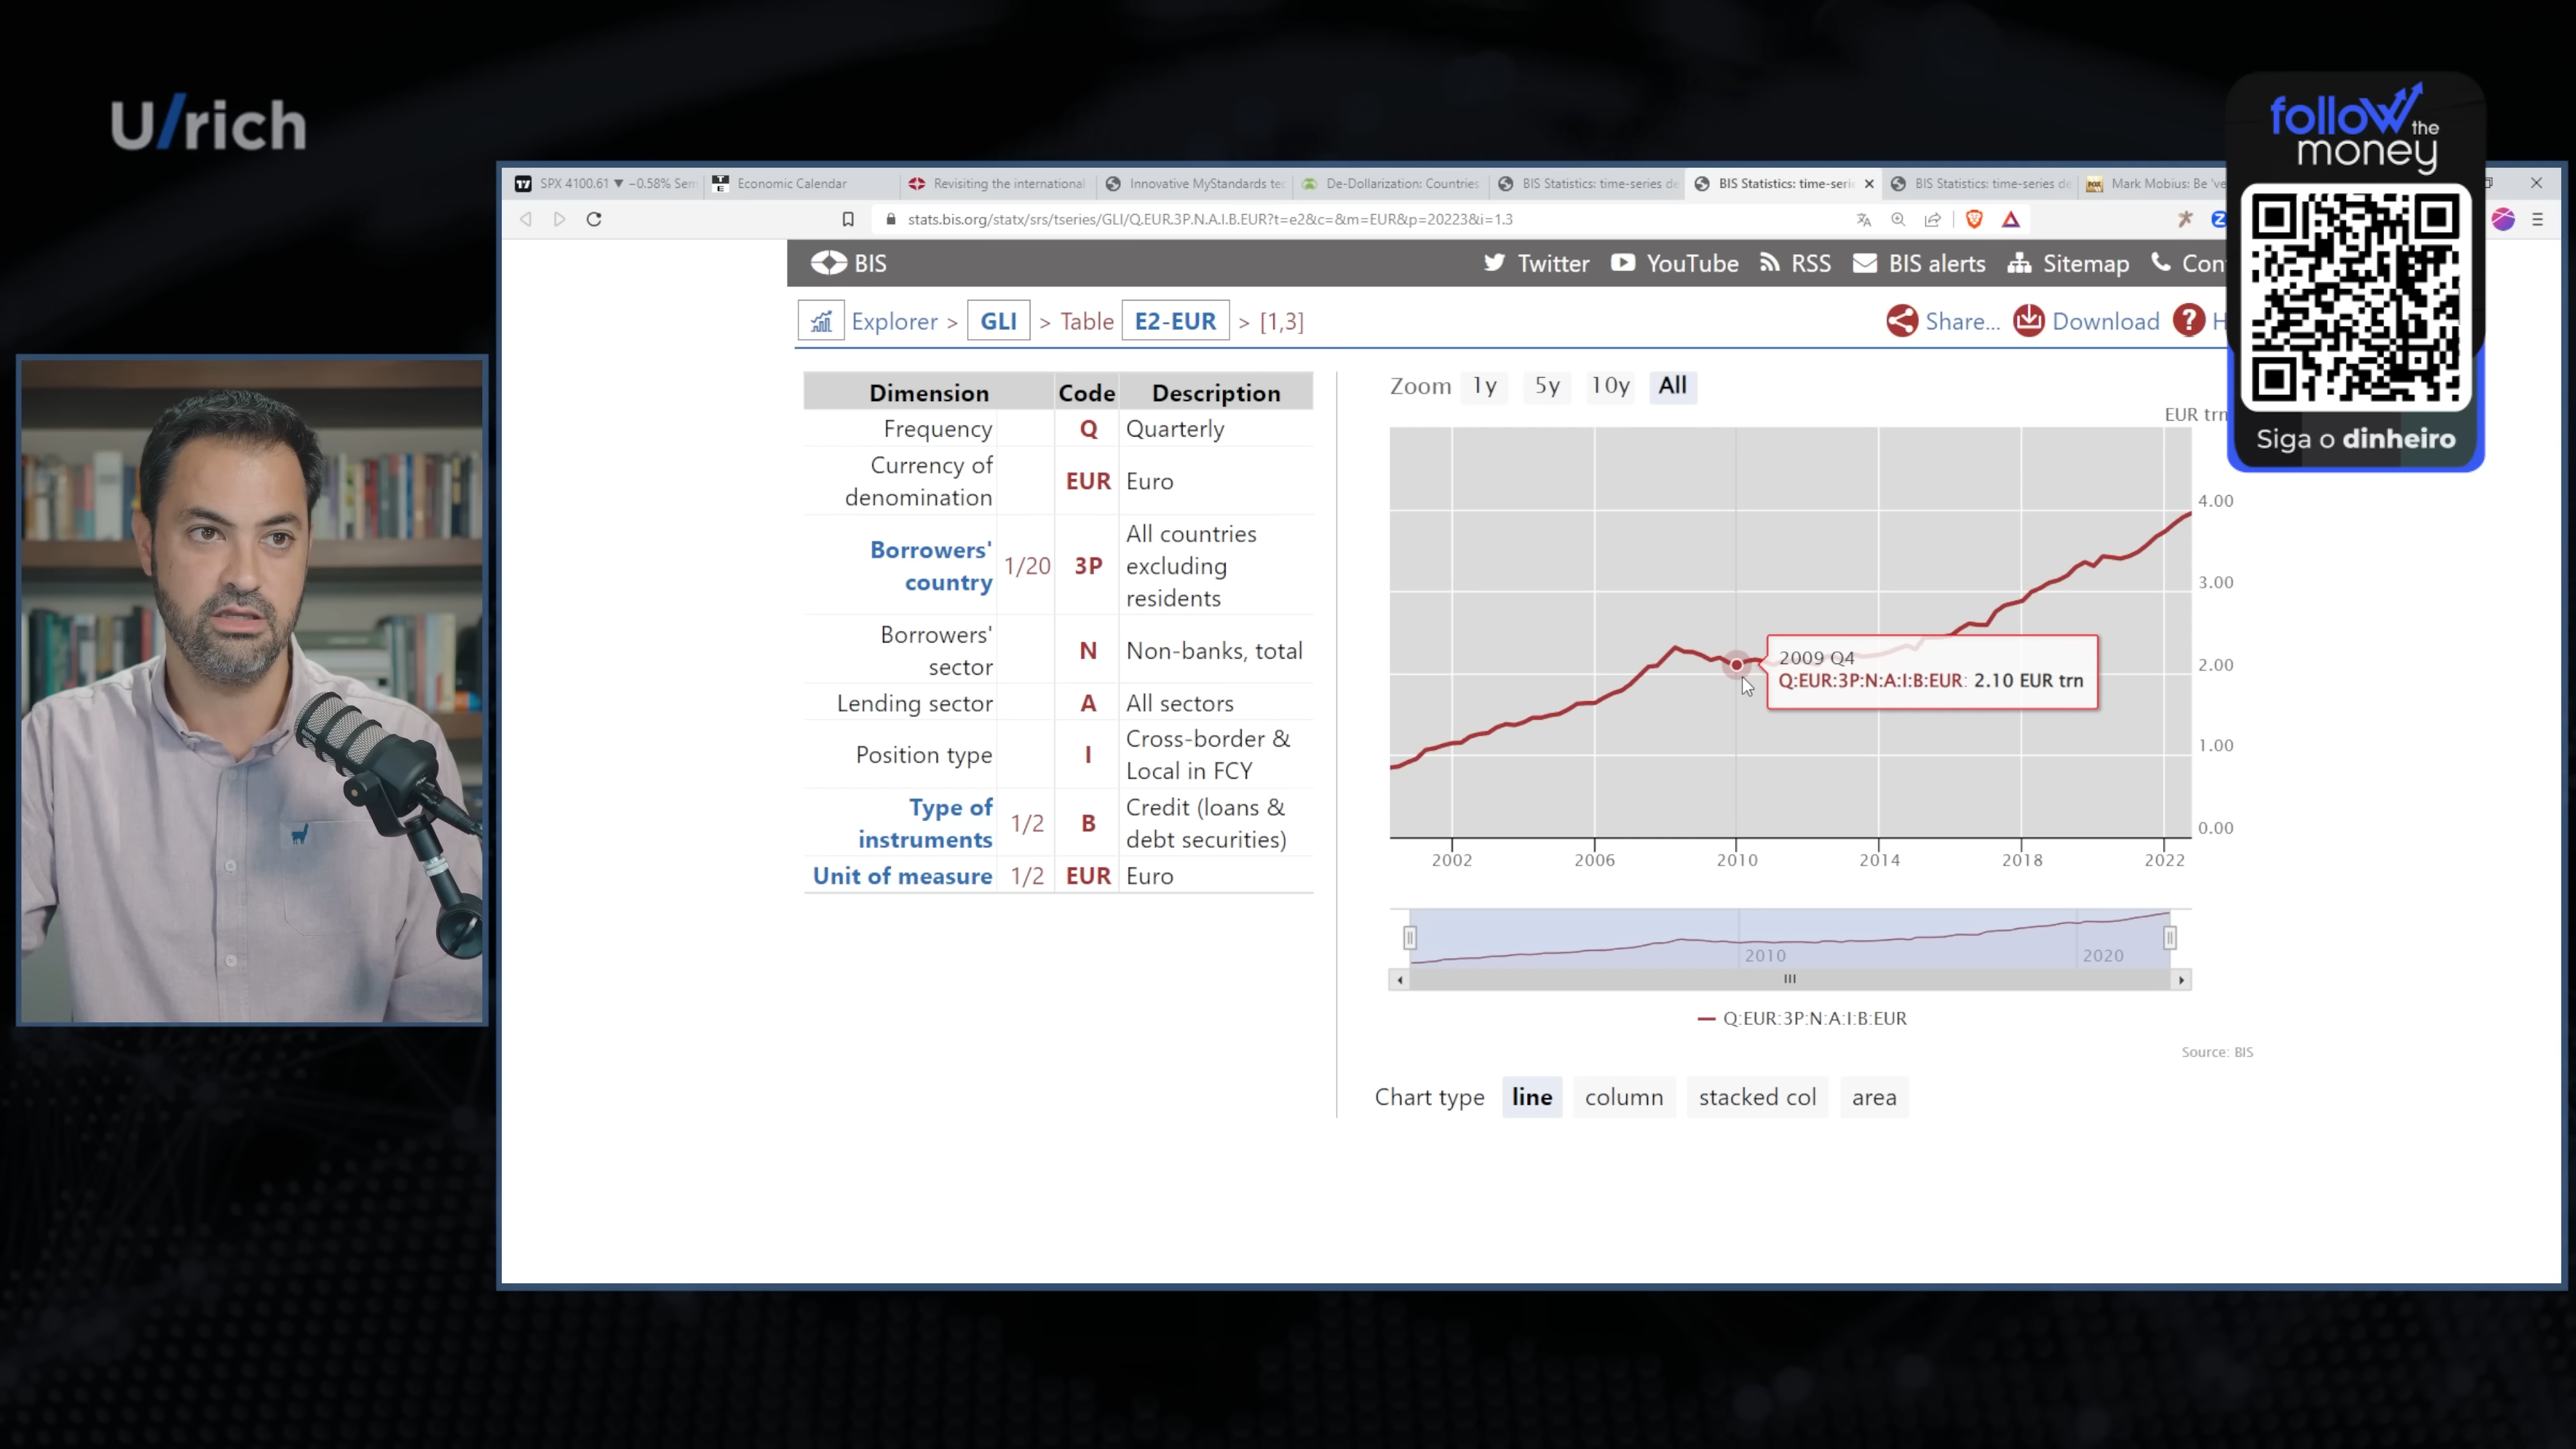 U/rich
follow the money
Siga o dinheiro
SPX 4100.61 ▼ −0.58% Sem
Economic Calendar
Revisiting the international
Innovative MyStandards tec
De-Dollarization: Countries
BIS Statistics: time-series de
BIS Statistics: time-serie
BIS Statistics: time-series de
Mark Mobius: Be 've
stats.bis.org/statx/srs/tseries/GLI/Q.EUR.3P.N.A.I.B.EUR?t=e2&c=&m=EUR&p=20223&i=1.3
BIS
Twitter YouTube RSS BIS alerts Sitemap Con
Explorer > GLI > Table E2-EUR > [1,3]
Share... Download ? H
Dimension Code Description
Frequency Q Quarterly
Currency of denomination EUR Euro
Borrowers' country 1/20 3P All countries excluding residents
Borrowers' sector N Non-banks, total
Lending sector A All sectors
Position type I Cross-border & Local in FCY
Type of instruments 1/2 B Credit (loans & debt securities)
Unit of measure 1/2 EUR Euro
Zoom 1y 5y 10y All
EUR trn
4.00
3.00
2.00
1.00
0.00
2009 Q4
Q:EUR:3P:N:A:I:B:EUR: 2.10 EUR trn
2002 2006 2010 2014 2018 2022
2010 2020
Q:EUR:3P:N:A:I:B:EUR
Source: BIS
Chart type line column stacked col area